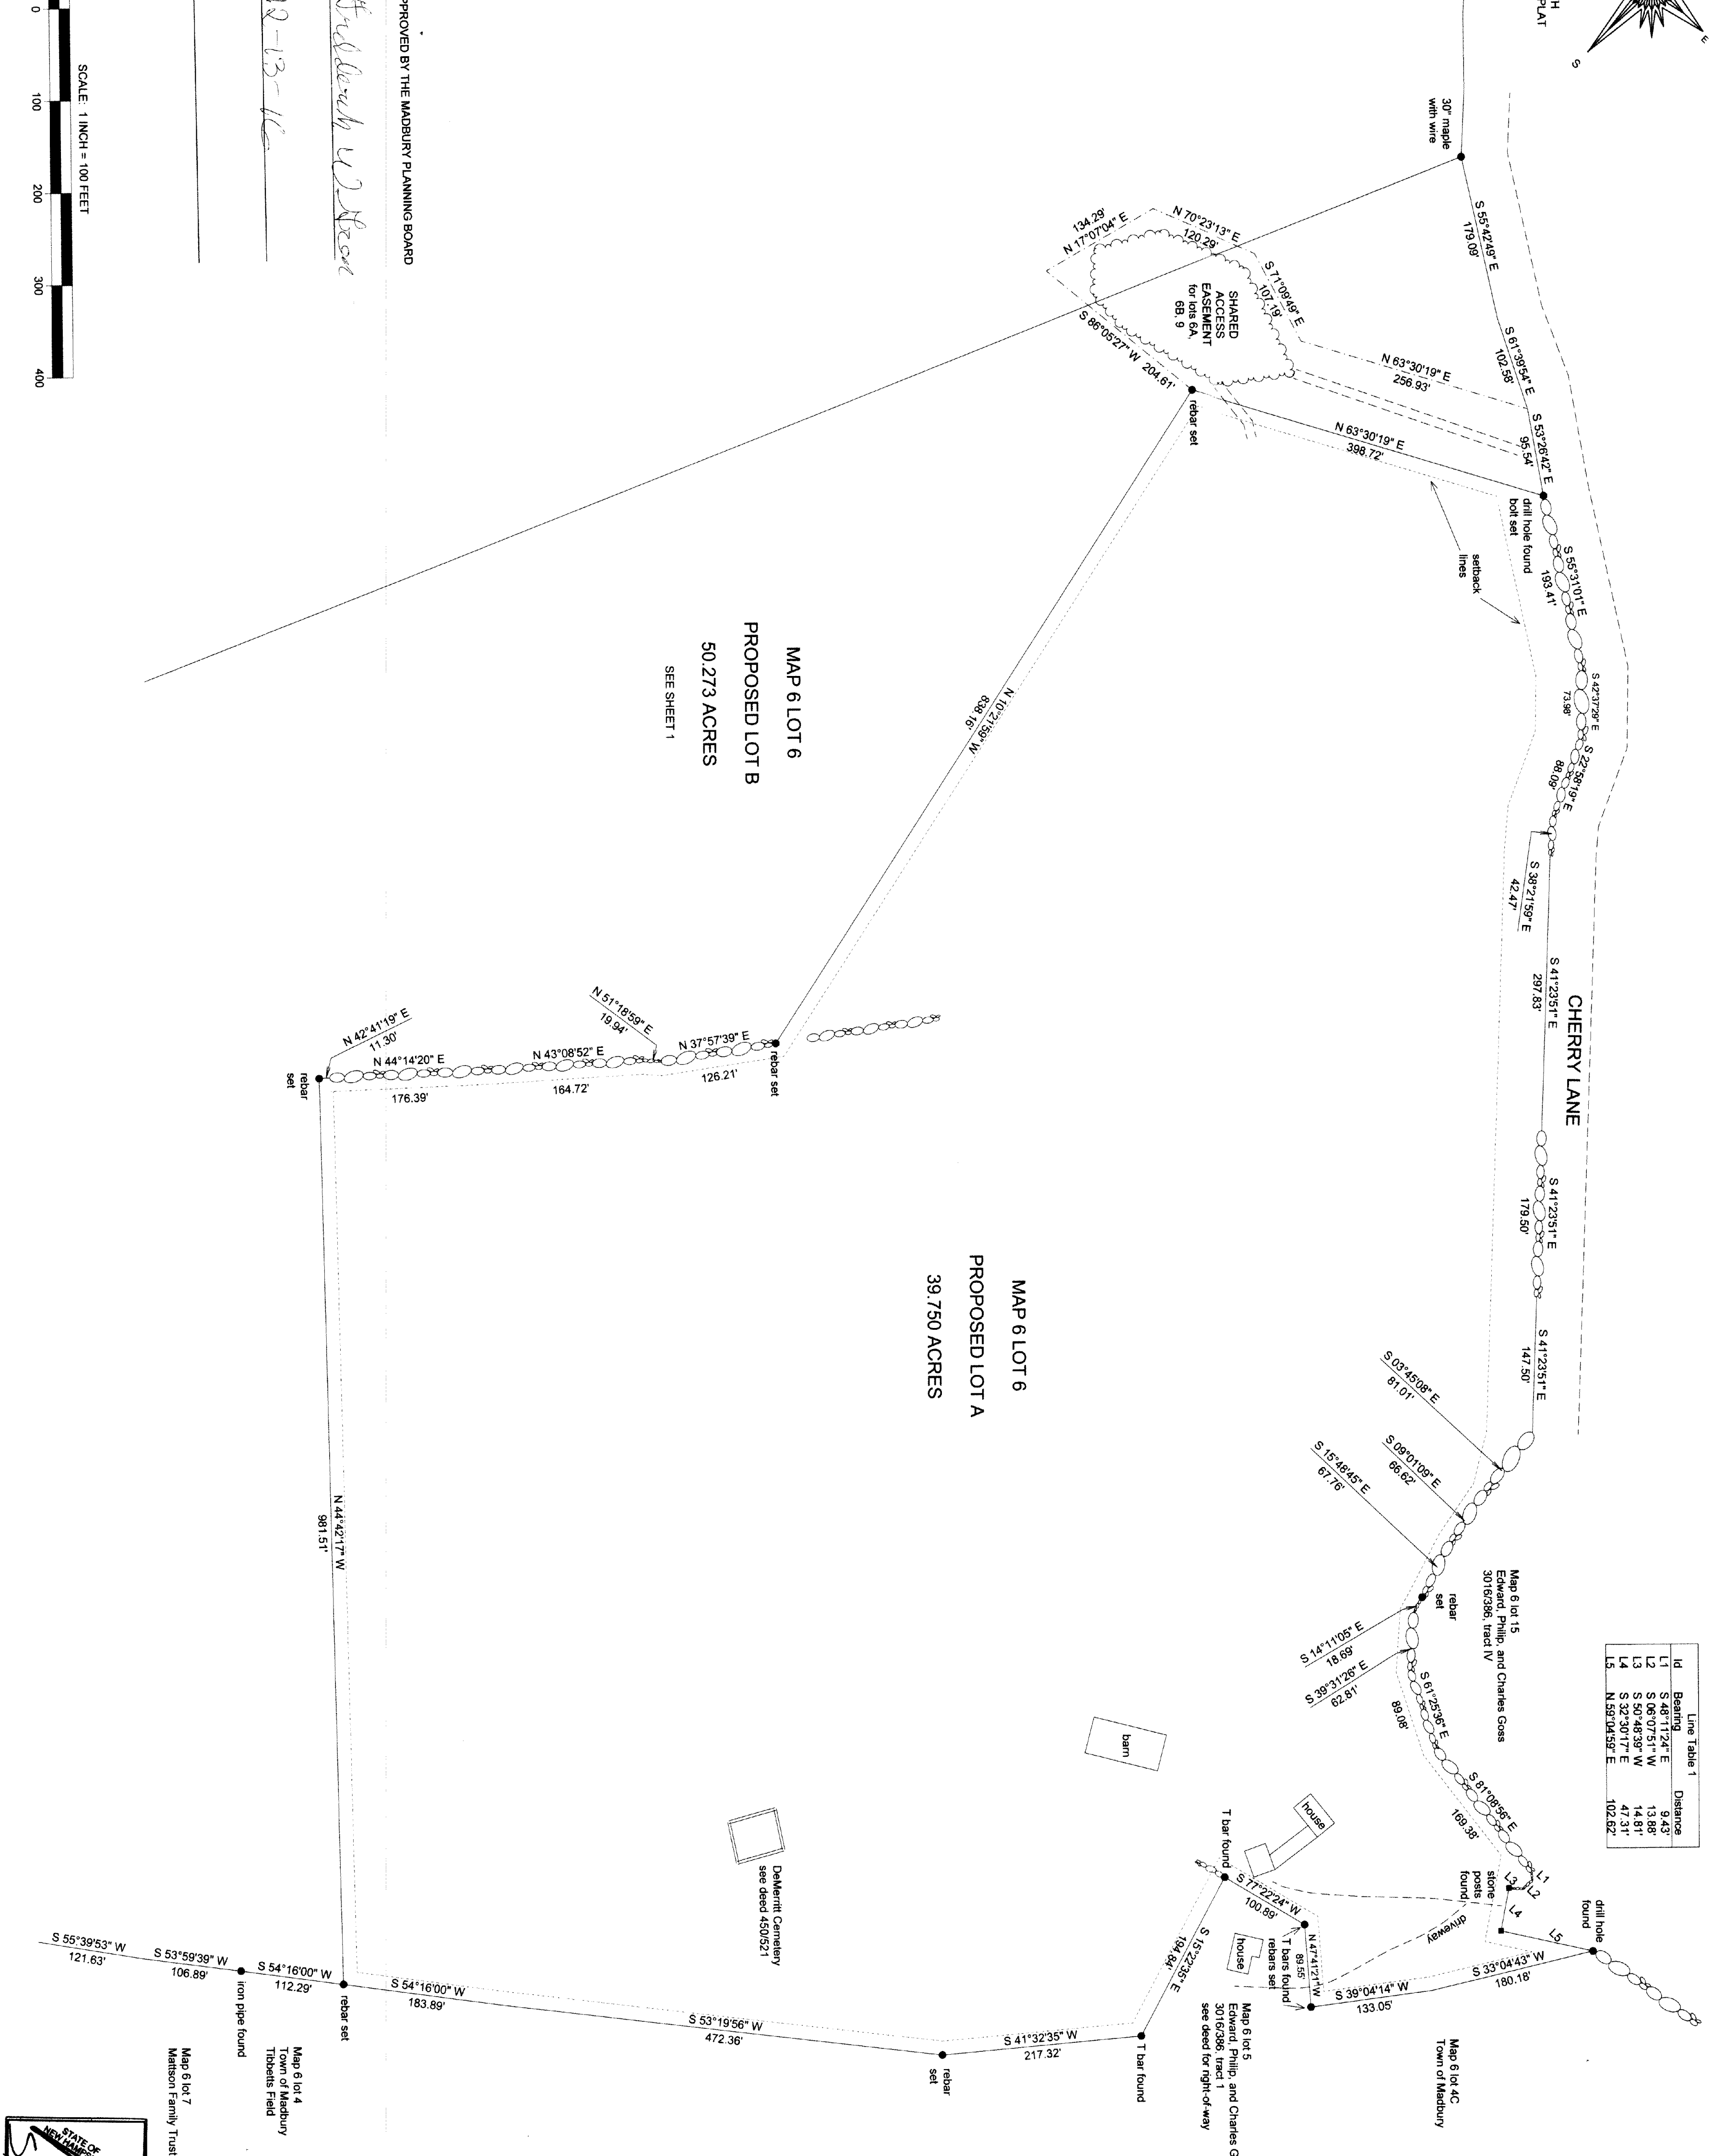 H
PLAT
E
S
30" maple
with wire
S 55°42'49" E
179.09'
S 61°39'54" E
102.58'
S 53°26'42" E
95.54'
drill hole found
bolt set
S 55°31'01" E
193.41'
S 42°37'29" E
73.98'
S 22°58'19" E
88.09'
S 38°21'59" E
42.47'
S 41°23'51" E
297.83'
CHERRY LANE
S 41°23'51" E
179.50'
S 41°23'51" E
147.50'
S 03°45'08" E
81.01'
S 09°01'09" E
66.62'
S 15°48'45" E
67.76'
rebar
set
S 14°11'05" E
18.69'
S 39°31'26" E
62.81'
S 61°25'36" E
89.08'
S 81°08'56" E
169.38'
Map 6 lot 15
Edward, Philip, and Charles Goss
3016/386, tract IV
Line Table 1
Id Bearing Distance
L1 S 48°11'24" E 9.43'
L2 S 06°07'51" W 13.88'
L3 S 50°48'39" W 14.81'
L4 S 32°30'17" E 47.31'
L5 N 59°04'59" E 102.62'
L1
L2
L3
L4
L5
stone
posts
found
drill hole
found
driveway
S 33°04'43" W
180.18'
S 39°04'14" W
133.05'
N 47°41'21" W
89.55'
T bars found
rebars set
S 77°22'24" W
100.89'
T bar found
house
house
barn
S 15°22'35" E
194.84'
T bar found
Map 6 lot 4C
Town of Madbury
Map 6 lot 5
Edward, Philip, and Charles G
3016/386, tract 1
see deed for right-of-way
134.29'
N 17°07'04" E
N 70°23'13" E
120.29'
S 71°09'49" E
107.19'
SHARED
ACCESS
EASEMENT
for lots 6A,
6B, 9
S 86°05'27" W 204.61'
N 63°30'19" E
256.93'
N 63°30'19" E
398.72'
rebar set
setback
lines
N 10°21'59" W
838.16'
MAP 6 LOT 6
PROPOSED LOT B
50.273 ACRES
SEE SHEET 1
MAP 6 LOT 6
PROPOSED LOT A
39.750 ACRES
rebar set
N 37°57'39" E
126.21'
N 51°18'59" E
19.94'
N 43°08'52" E
164.72'
N 44°14'20" E
176.39'
N 42°41'19" E
11.30'
rebar
set
N 44°42'17" W
981.51'
DeMerritt Cemetery
see deed 450/521
S 41°32'35" W
217.32'
rebar
set
S 53°19'56" W
472.36'
S 54°16'00" W
183.89'
rebar set
S 54°16'00" W
112.29'
iron pipe found
S 53°59'39" W
106.89'
S 55°39'53" W
121.63'
Map 6 lot 4
Town of Madbury
Tibbetts Field
Map 6 lot 7
Mattson Family Trust
PPROVED BY THE MADBURY PLANNING BOARD
2-13-16
SCALE: 1 INCH = 100 FEET
0 100 200 300 400
STATE OF
NEW HAMPS